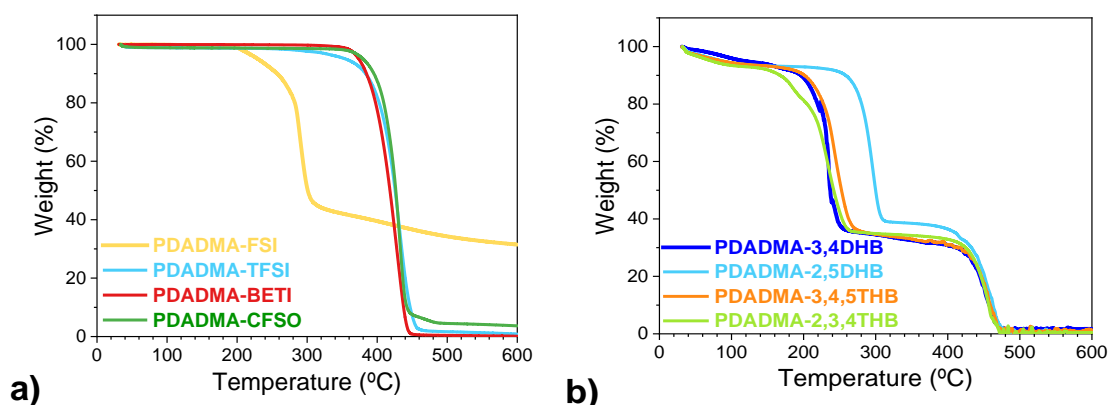 100
80
60
40
20
0
Weight (%)
PDADMA-FSI
PDADMA-TFSI
PDADMA-BETI
PDADMA-CFSO
0 100 200 300 400 500 600
Temperature (ºC)
a)
100
80
60
40
20
0
Weight (%)
PDADMA-3,4DHB
PDADMA-2,5DHB
PDADMA-3,4,5THB
PDADMA-2,3,4THB
0 100 200 300 400 500 600
Temperature (ºC)
b)